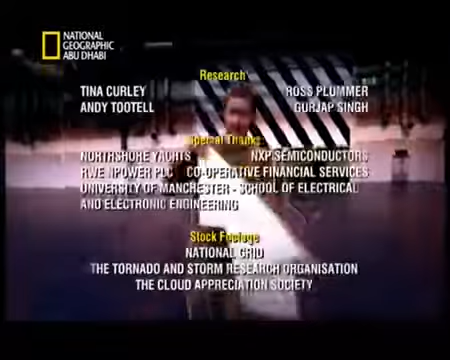 NATIONAL
GEOGRAPHIC
ABU DHABI
Research
TINA CURLEY ROSS PLUMMER
ANDY TOOTELL GURJAP SINGH
Special Thanks
NORTHSHORE YACHTS NXP SEMICONDUCTORS
RWE NPOWER PLC CO-OPERATIVE FINANCIAL SERVICES
UNIVERSITY OF MANCHESTER - SCHOOL OF ELECTRICAL
AND ELECTRONIC ENGINEERING
Stock Footage
NATIONAL GRID
THE TORNADO AND STORM RESEARCH ORGANISATION
THE CLOUD APPRECIATION SOCIETY